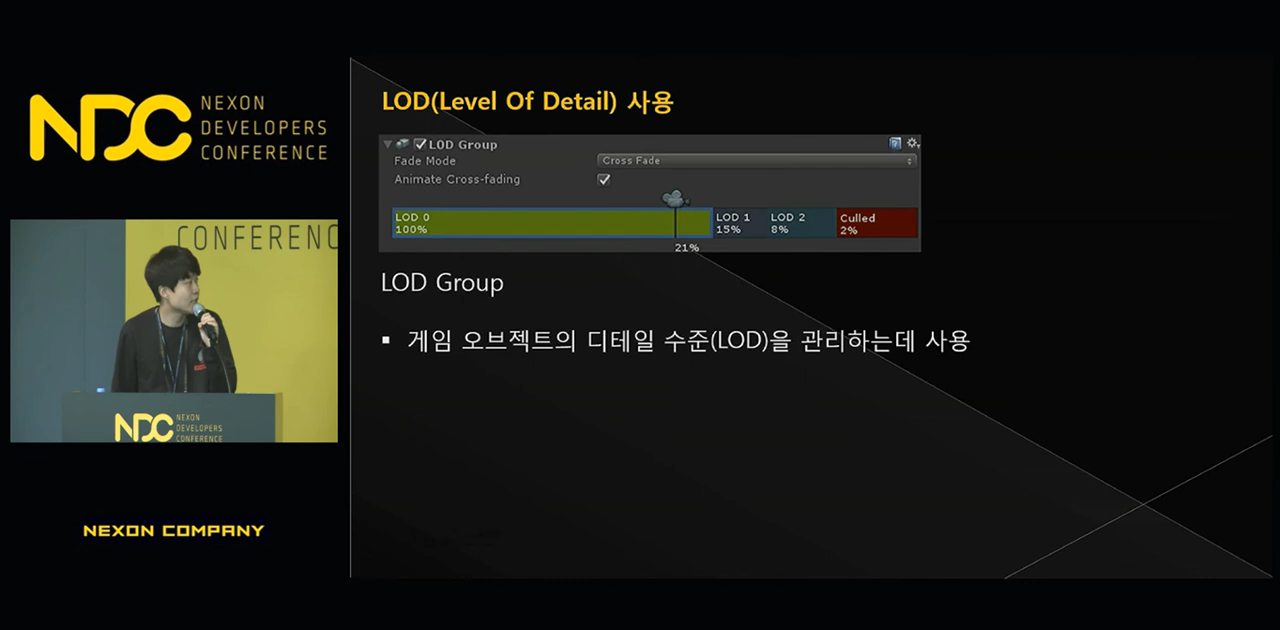 NDC NEXON
DEVELOPERS
CONFERENCE
CONFERENC
NDC NEXON
DEVELOPERS
CONFERENCE
NEXON COMPANY
LOD(Level Of Detail) 사용
LOD Group
Fade Mode Cross Fade
Animate Cross-fading
LOD 0 LOD 1 LOD 2 Culled
100% 15% 8% 2%
21%
LOD Group
▪ 게임 오브젝트의 디테일 수준(LOD)을 관리하는데 사용